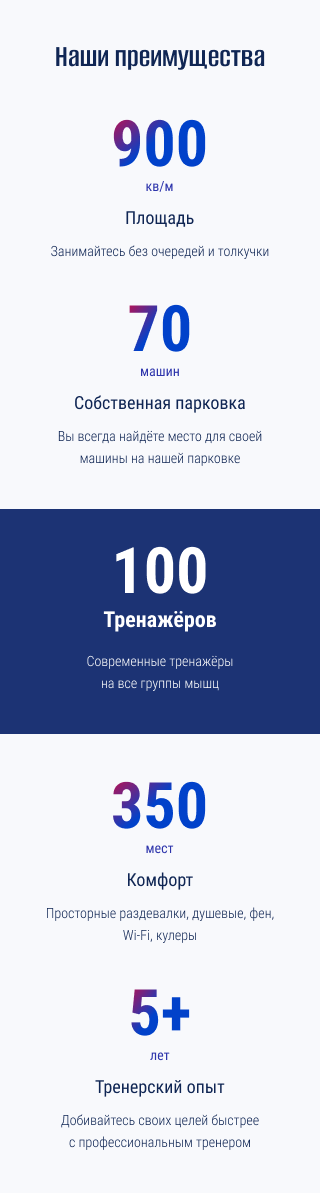 Наши преимущества
900
кв/м
Площадь
Занимайтесь без очередей и толкучки
70
машин
Собственная парковка
Вы всегда найдёте место для своей
машины на нашей парковке
100
Тренажёров
Современные тренажёры
на все группы мышц
350
мест
Комфорт
Просторные раздевалки, душевые, фен,
Wi-Fi, кулеры
5+
лет
Тренерский опыт
Добивайтесь своих целей быстрее
с профессиональным тренером